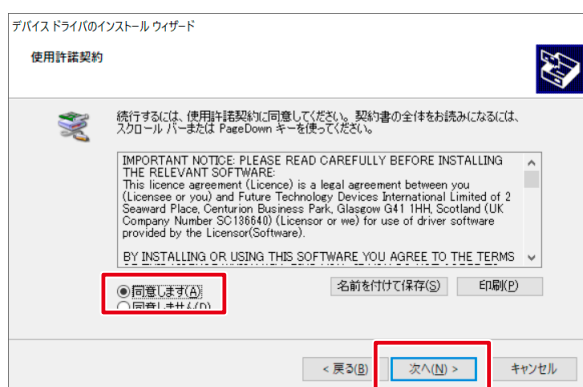 デバイス ドライバのインストール ウィザード
使用許諾契約
続行するには、使用許諾契約に同意してください。契約書の全体をお読みになるには、
スクロール バーまたは PageDown キーを使ってください。
IMPORTANT NOTICE: PLEASE READ CAREFULLY BEFORE INSTALLING
THE RELEVANT SOFTWARE:
This licence agreement (Licence) is a legal agreement between you
(Licensee or you) and Future Technology Devices International Limited of 2
Seaward Place, Centurion Business Park, Glasgow G41 1HH, Scotland (UK
Company Number SC136640) (Licensor or we) for use of driver software
provided by the Licensor(Software).
BY INSTALLING OR USING THIS SOFTWARE YOU AGREE TO THE TERMS
同意します(A)
名前を付けて保存(S)
印刷(P)
同意しません(D)
< 戻る(B)
次へ(N) >
キャンセル